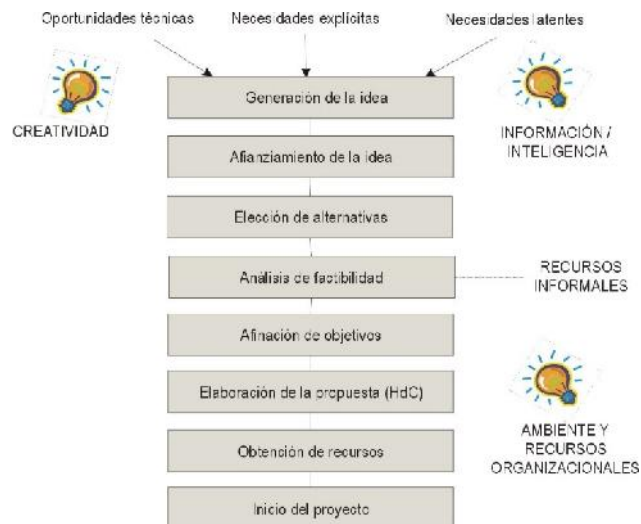 Oportunidades técnicas
Necesidades explícitas
Necesidades latentes
Generación de la idea
CREATIVIDAD
INFORMACIÓN /
INTELIGENCIA
Afianzamiento de la idea
Elección de alternativas
Análisis de factibilidad
RECURSOS
INFORMALES
Afinación de objetivos
Elaboración de la propuesta (HdC)
AMBIENTE Y
RECURSOS
ORGANIZACIONALES
Obtención de recursos
Inicio del proyecto